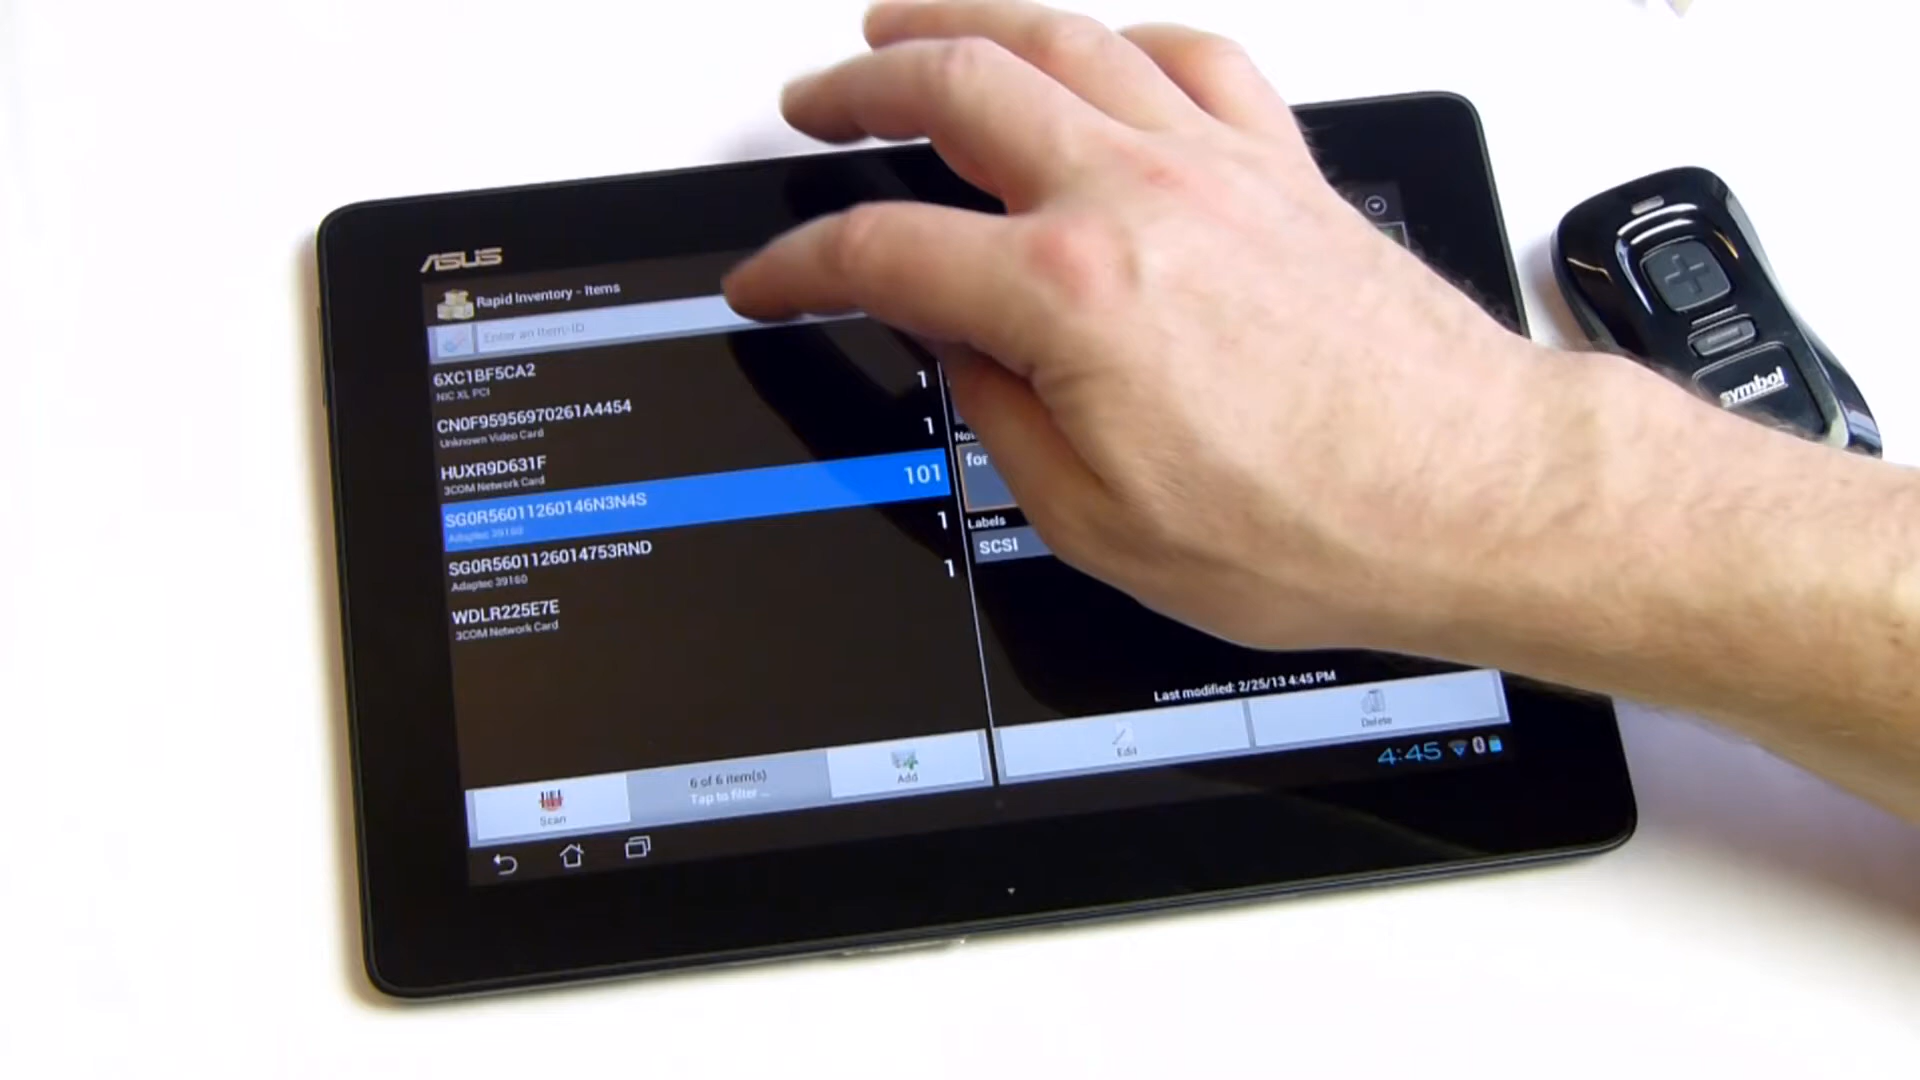 ASUS
Rapid Inventory - Items
Enter an Item ID
6XC1BF5CA2
NIC XL PCI
1
CN0F95956970261A4454
Unknown Video Card
1
HUXR9D631F
3COM Network Card
SG0R56011260146N3N4S
101
Adaptec 39160
SG0R5601126014753RND
1
Adaptec 39160
WDLR225E7E
1
3COM Network Card
6 of 6 item(s)
Tap to filter ...
Scan
Add
for
Labels
SCSI
Last modified: 2/25/13 4:45 PM
Edit
Delete
4:45
symbol